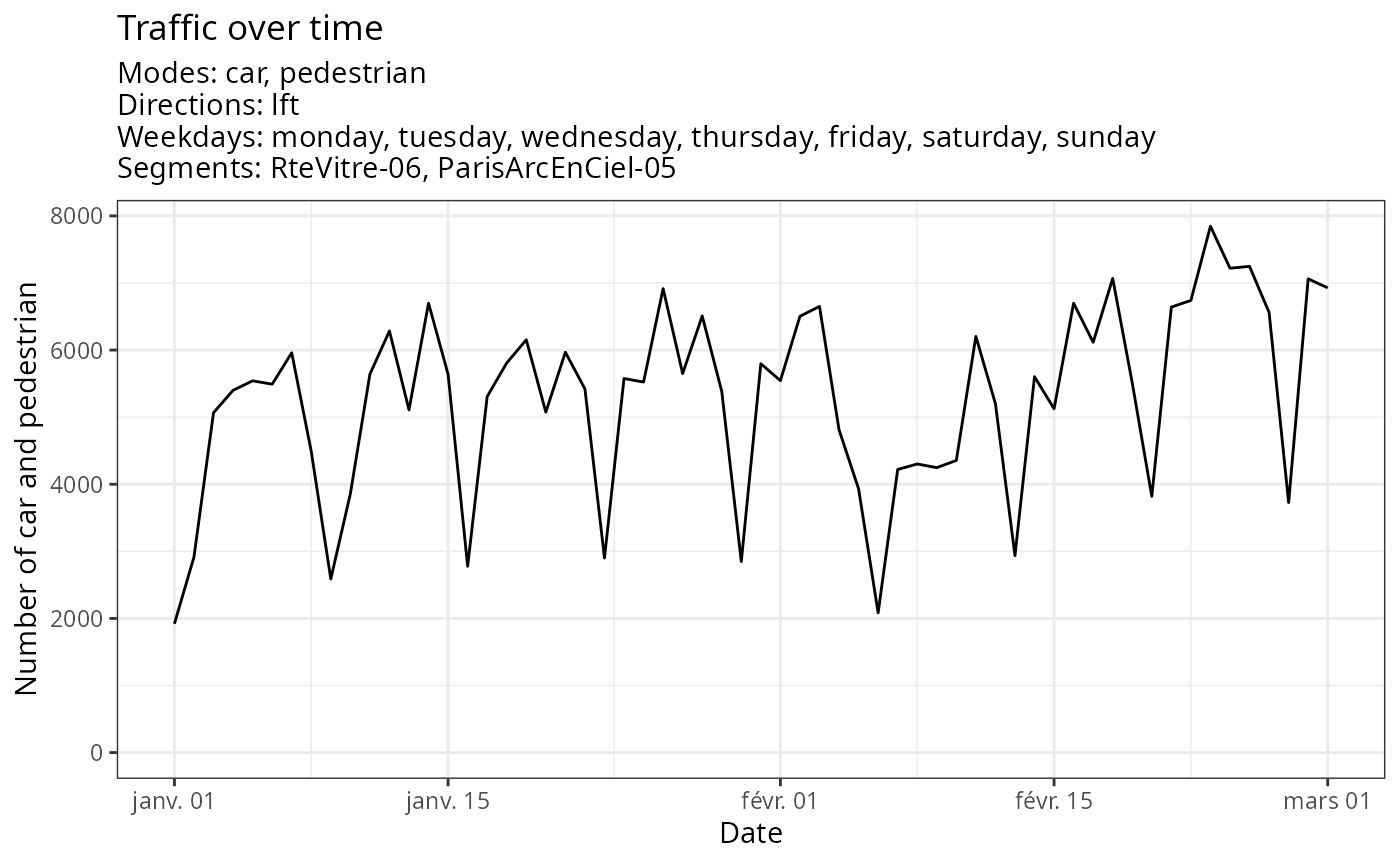 Traffic over time
Modes: car, pedestrian
Directions: lft
Weekdays: monday, tuesday, wednesday, thursday, friday, saturday, sunday
Segments: RteVitre-06, ParisArcEnCiel-05
8000
6000
4000
2000
0
Number of car and pedestrian
janv. 01
janv. 15
févr. 01
févr. 15
mars 01
Date